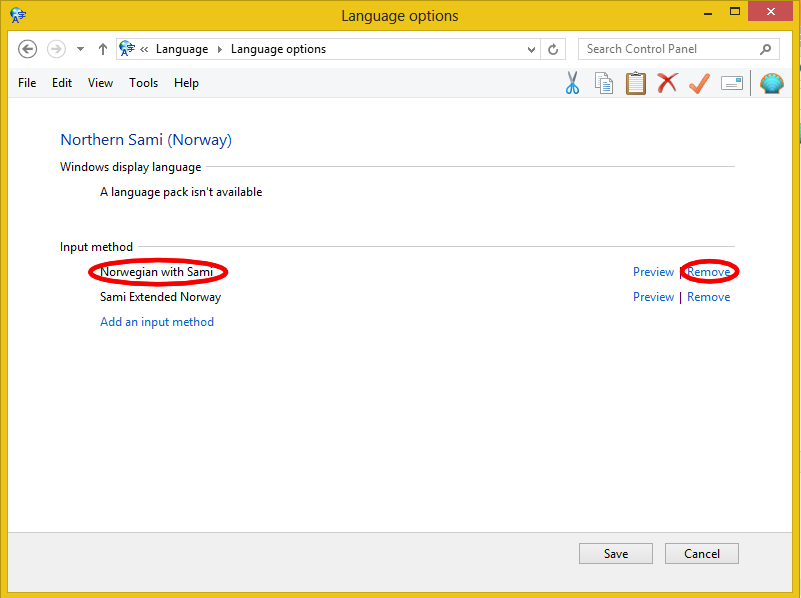 Language options
« Language Language options Search Control Panel
File Edit View Tools Help
Northern Sami (Norway)
Windows display language
A language pack isn't available
Input method
Norwegian with Sami Preview | Remove
Sami Extended Norway Preview | Remove
Add an input method
Save Cancel